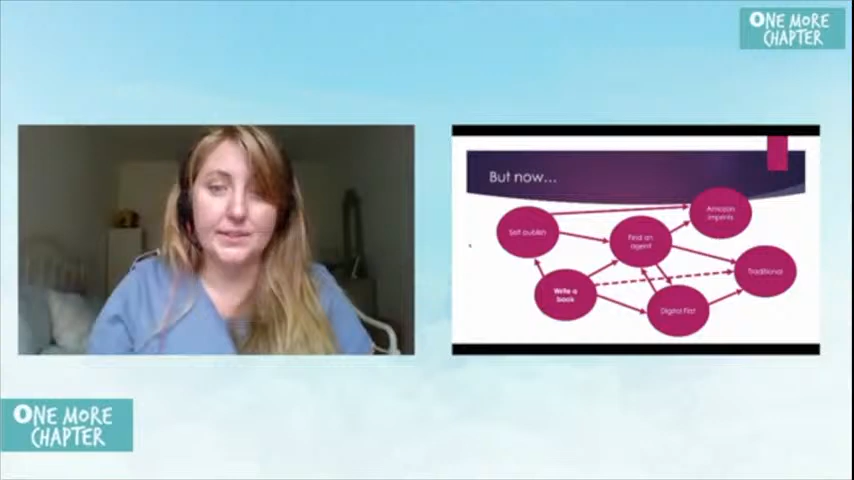 ONE MORE
CHAPTER
But now...
Self publish
Find an
agent
Amazon
imprints
Write a
book
Traditional
Digital First
ONE MORE
CHAPTER